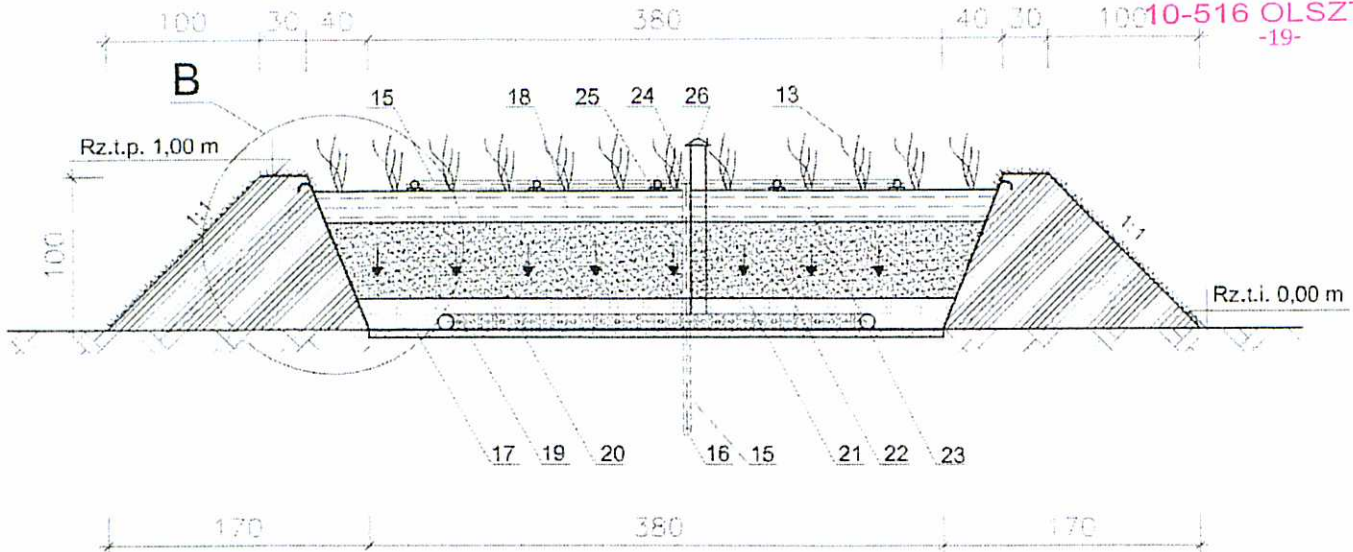 100 30 40 380 40 30 100
10-516 OLSZ
-19-
B
15 18 25 24 26 13
Rz.t.p. 1,00 m
1:1
1:1
100
Rz.t.i. 0,00 m
17 19 20 16 15 21 22 23
170 380 170